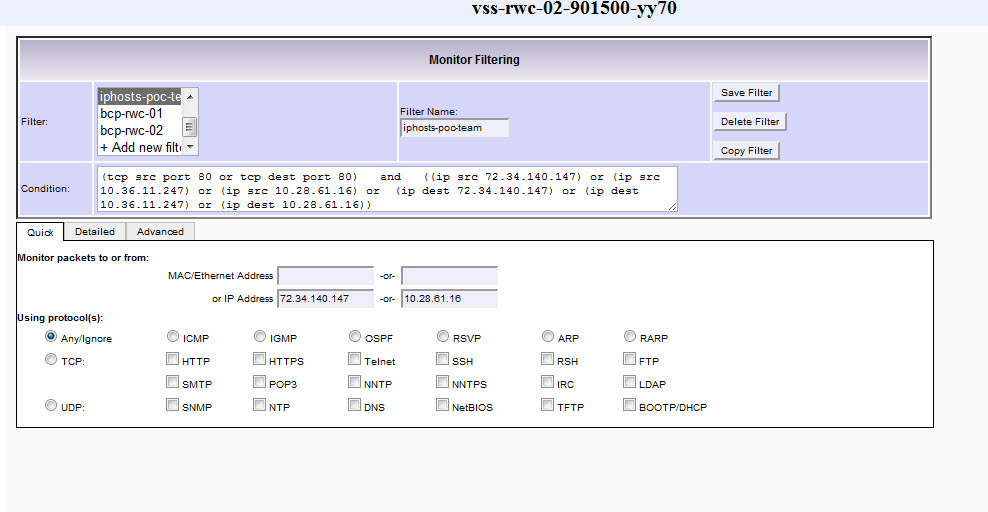 vss-rwc-02-901500-yy70
Monitor Filtering
Filter:
iphosts-poc-te
bcp-rwc-01
bcp-rwc-02
+ Add new filt
Filter Name:
iphosts-poc-team
Save Filter
Delete Filter
Copy Filter
Condition:
(tcp src port 80 or tcp dest port 80) and ((ip src 72.34.140.147) or (ip src
10.36.11.247) or (ip src 10.28.61.16) or (ip dest 72.34.140.147) or (ip dest
10.36.11.247) or (ip dest 10.28.61.16))
Quick Detailed Advanced
Monitor packets to or from:
MAC/Ethernet Address -or-
or IP Address 72.34.140.147 -or- 10.28.61.16
Using protocol(s):
Any/Ignore ICMP IGMP OSPF RSVP ARP RARP
TCP: HTTP HTTPS Telnet SSH RSH FTP
SMTP POP3 NNTP NNTPS IRC LDAP
UDP: SNMP NTP DNS NetBIOS TFTP BOOTP/DHCP